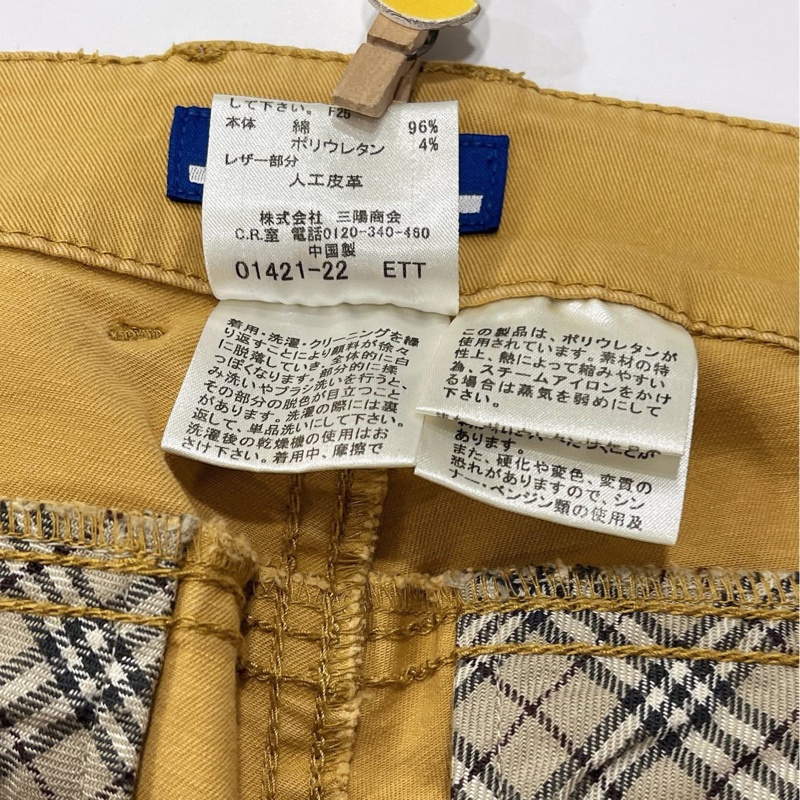 して下さい。 F25
本体 綿 96%
ポリウレタン 4%
レザー部分
人工皮革
株式会社 三陽商会
C.R.室 電話0120-340-460
中国製
01421-22 ETT
着用・洗濯・クリーニングを繰
り返すことにより顔料が徐々
に脱落していき、全体的に白
っぽくなります。部分的に揉
み洗いやブラシ洗いを行うと、
その部分の脱色が目立つこと
があります。洗濯の際には裏
返して、単品洗いにして下さい。
洗濯後の乾燥機の使用はお
さけ下さい。着用中、摩擦で
この製品は、ポリウレタンが
使用されています。素材の特
性上、熱によって縮みやすい
為、スチームアイロンをかけ
る場合は蒸気を弱めにして
下さい。
あります。
また、硬化や変色、変質の
恐れがありますので、シン
ナー・ベンジン類の使用及